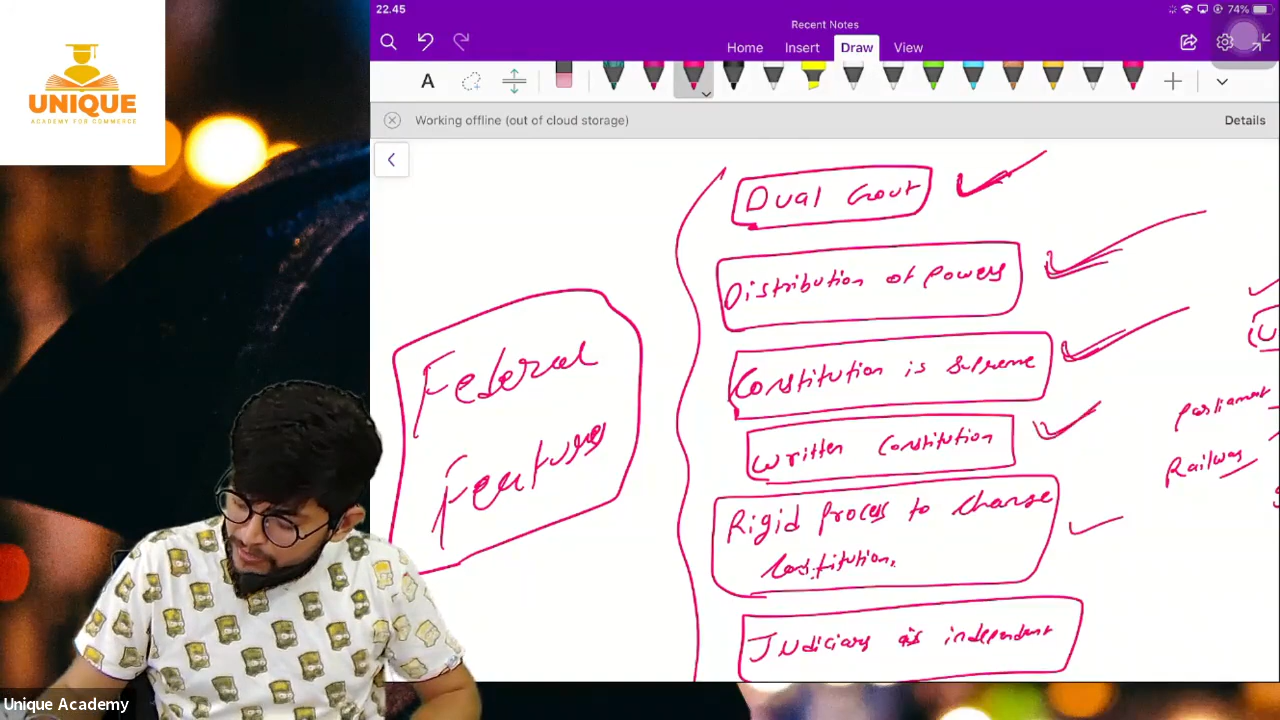 22.45
74%
Recent Notes
Home Insert Draw View
A
Working offline (out of cloud storage)
Details
UNIQUE
ACADEMY FOR COMMERCE
Dual Govt
Distribution of Powers
Constitution is Supreme
Written Constitution
Rigid Process to change
Constitution.
Judiciary is independent
Federal
Features
Parliament
Railway
Unique Academy